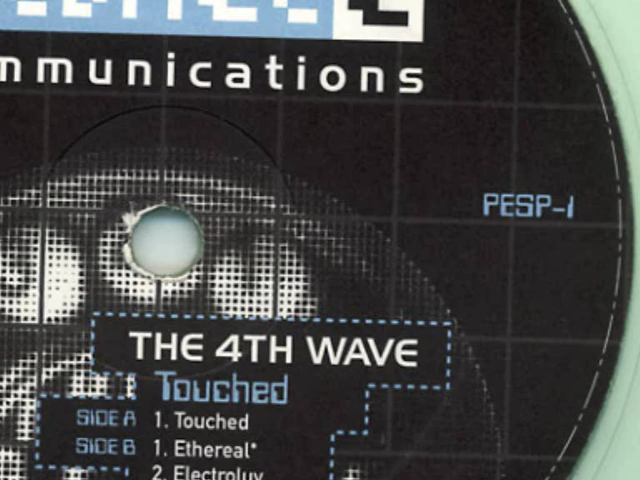 mmunications
PESP-1
THE 4TH WAVE
Touched
SIDE A 1. Touched
SIDE B 1. Ethereal*
2. Electroluv